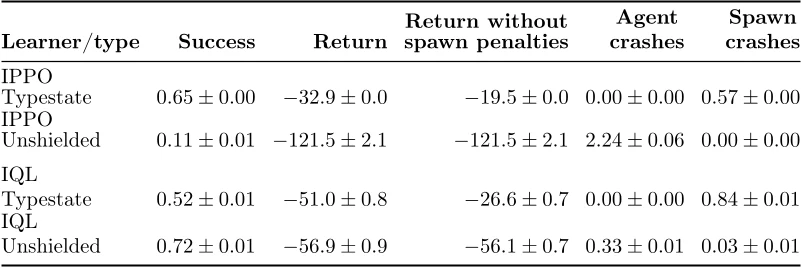 Learner/type Success Return Return without spawn penalties Agent crashes Spawn crashes
IPPO
Typestate 0.65 ± 0.00 −32.9 ± 0.0 −19.5 ± 0.0 0.00 ± 0.00 0.57 ± 0.00
IPPO
Unshielded 0.11 ± 0.01 −121.5 ± 2.1 −121.5 ± 2.1 2.24 ± 0.06 0.00 ± 0.00
IQL
Typestate 0.52 ± 0.01 −51.0 ± 0.8 −26.6 ± 0.7 0.00 ± 0.00 0.84 ± 0.01
IQL
Unshielded 0.72 ± 0.01 −56.9 ± 0.9 −56.1 ± 0.7 0.33 ± 0.01 0.03 ± 0.01